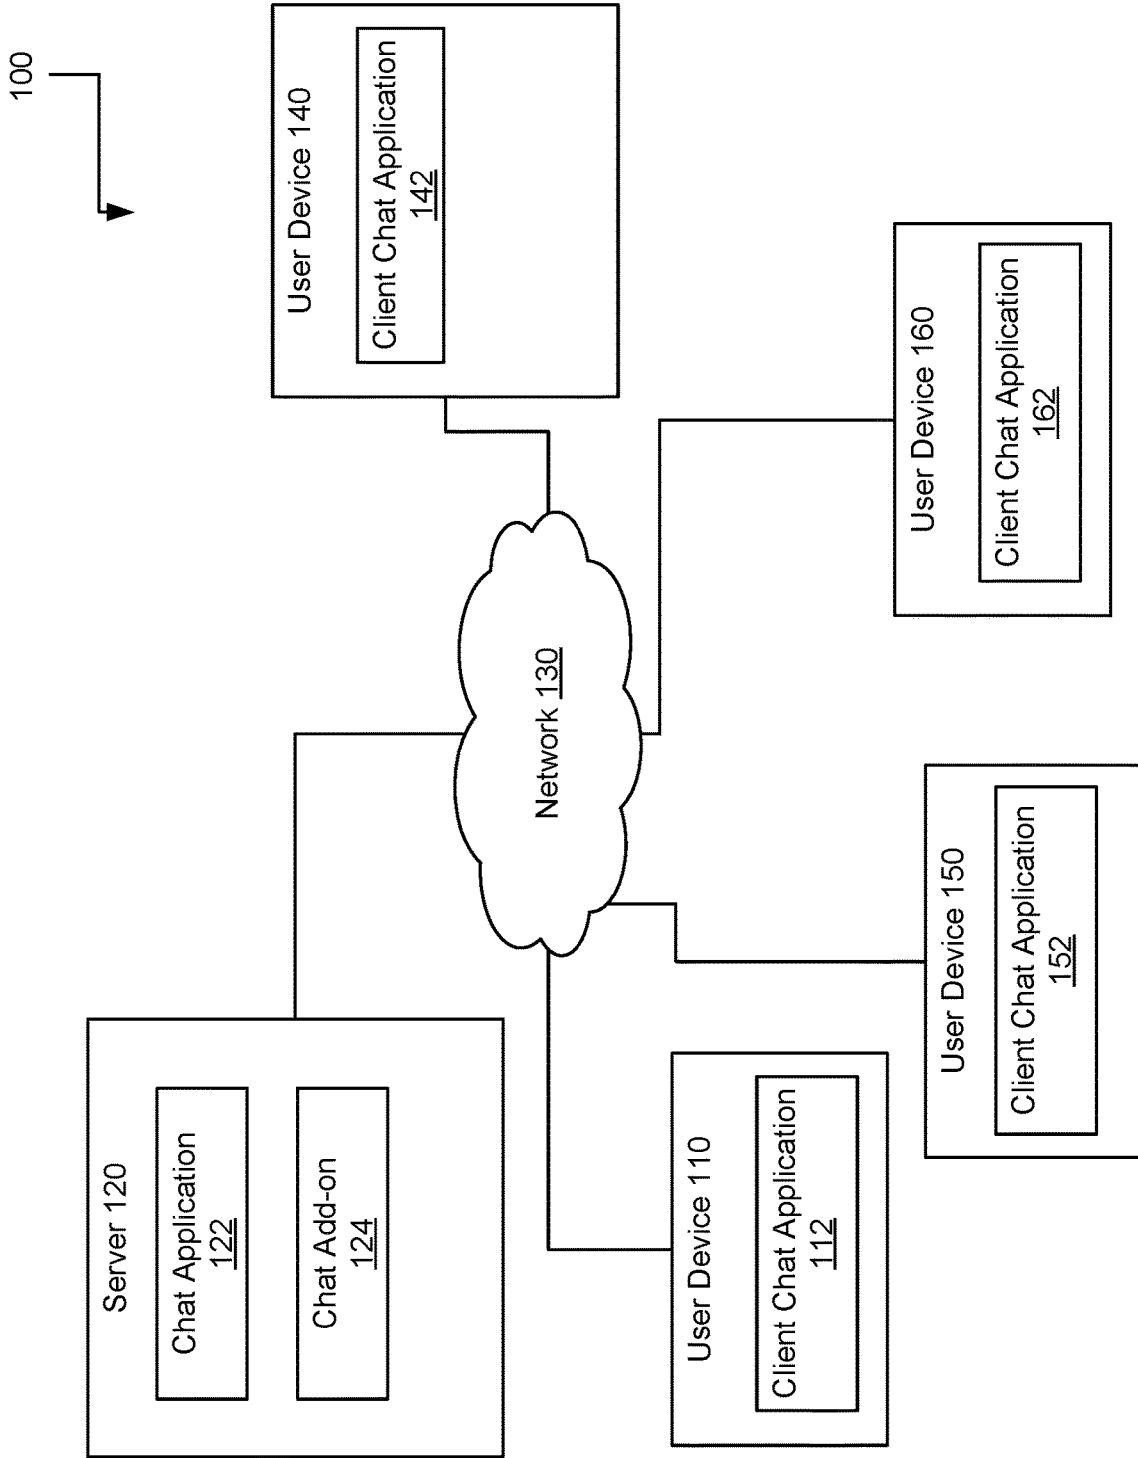 100
Server 120
Chat Application
122
Chat Add-on
124
User Device 140
Client Chat Application
142
Network 130
User Device 110
Client Chat Application
112
User Device 150
Client Chat Application
152
User Device 160
Client Chat Application
162